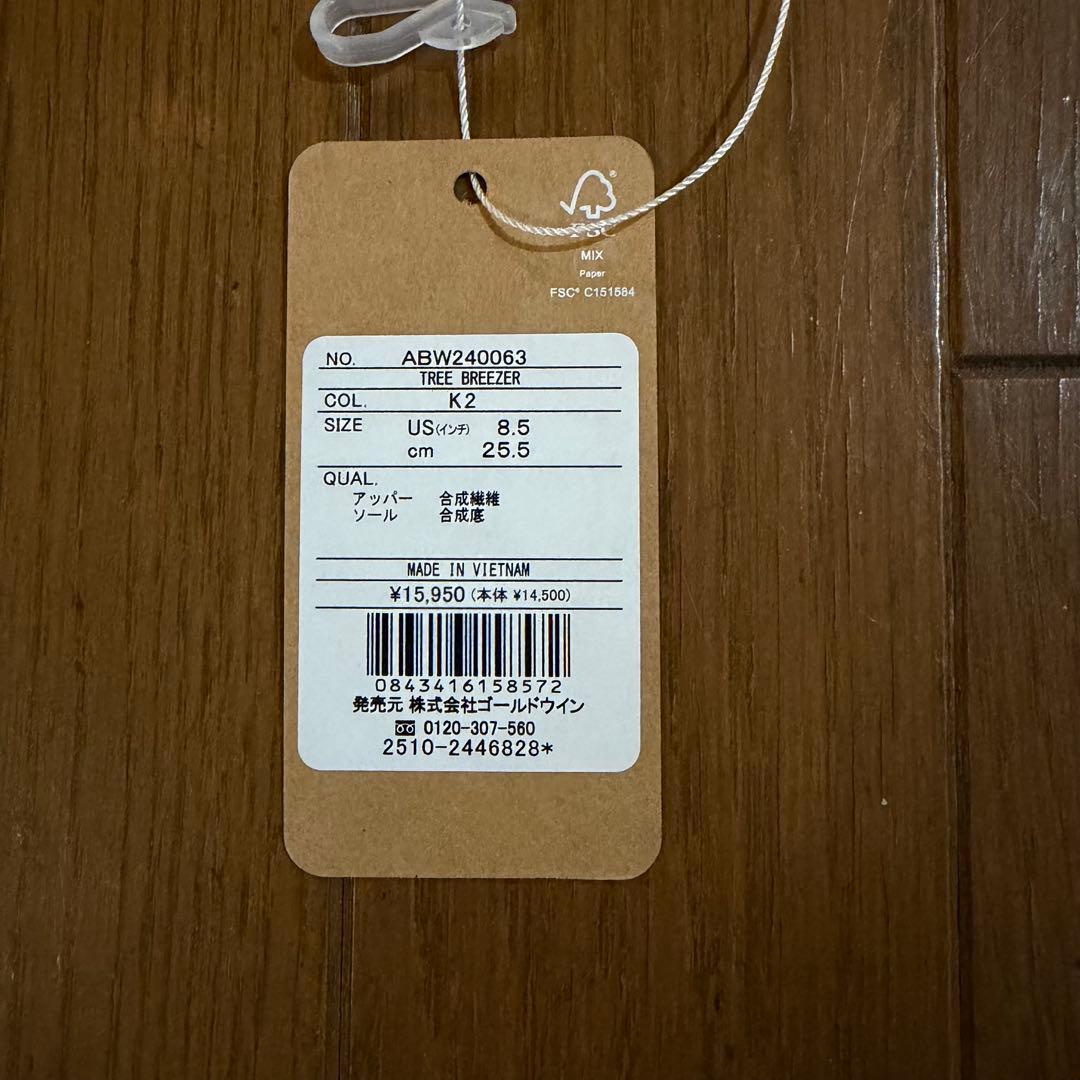 FSC
MIX
Paper
FSC® C151584
NO. ABW240063
TREE BREEZER
COL. K2
SIZE US(インチ) 8.5
cm 25.5
QUAL.
アッパー 合成繊維
ソール 合成底
MADE IN VIETNAM
¥15,950 (本体 ¥14,500)
0843416158572
発売元 株式会社ゴールドウイン
0120-307-560
2510-2446828*